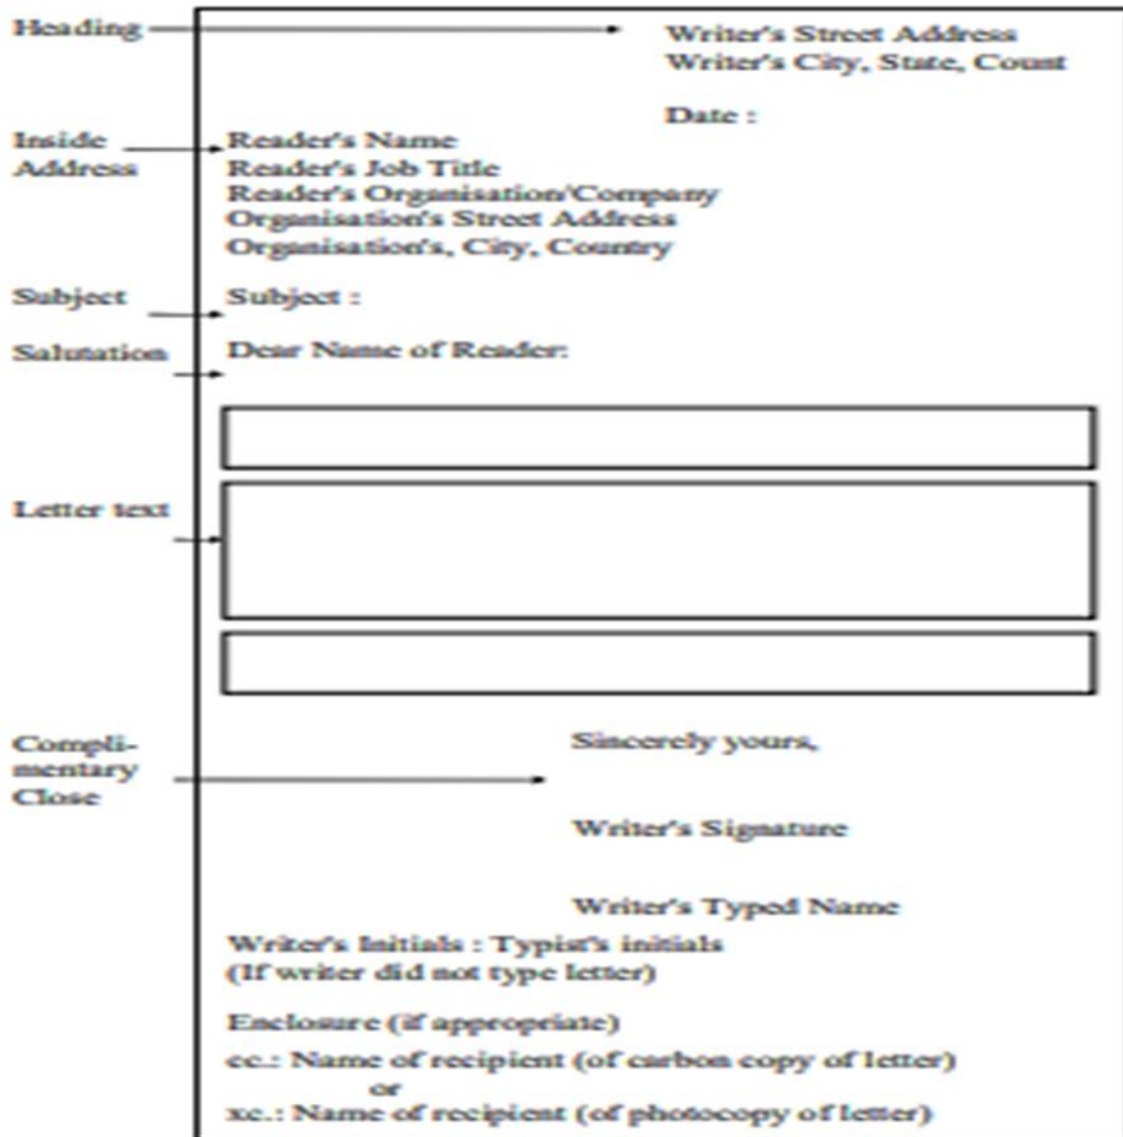 Heading
Writer's Street Address
Writer's City, State, Count
Date :
Inside
Address
Reader's Name
Reader's Job Title
Reader's Organisation/Company
Organisation's Street Address
Organisation's, City, Country
Subject
Subject :
Salutation
Dear Name of Reader:
Letter text
Compli-
mentary
Close
Sincerely yours,
Writer's Signature
Writer's Typed Name
Writer's Initials : Typist's initials
(If writer did not type letter)
Enclosure (if appropriate)
cc.: Name of recipient (of carbon copy of letter)
or
xc.: Name of recipient (of photocopy of letter)